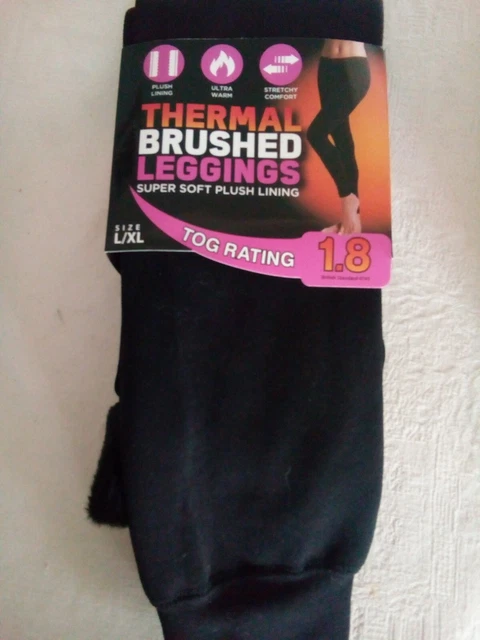 PLUSH
LINING
ULTRA
WARM
STRETCHY
COMFORT
THERMAL
BRUSHED
LEGGINGS
SUPER SOFT PLUSH LINING
SIZE
L/XL
TOG RATING
1.8